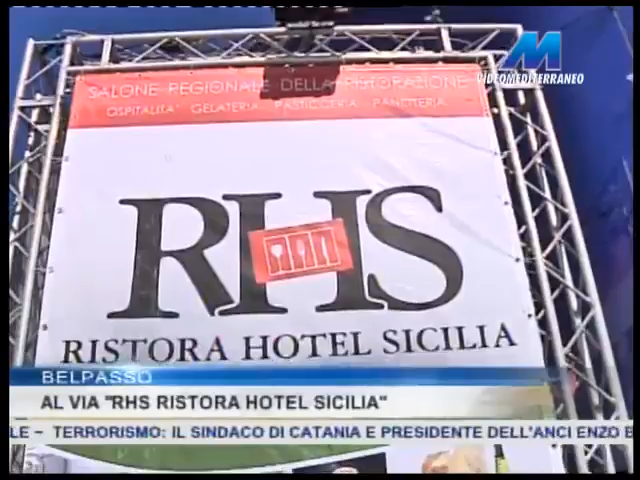 VIDEOMEDITERRANEO
SALONE REGIONALE DELLA RISTORAZIONE
OSPITALITA' GELATERIA PASTICCERIA PANETTERIA
RHS
RISTORA HOTEL SICILIA
BELPASSO
AL VIA "RHS RISTORA HOTEL SICILIA"
LE - TERRORISMO: IL SINDACO DI CATANIA E PRESIDENTE DELL'ANCI ENZO B